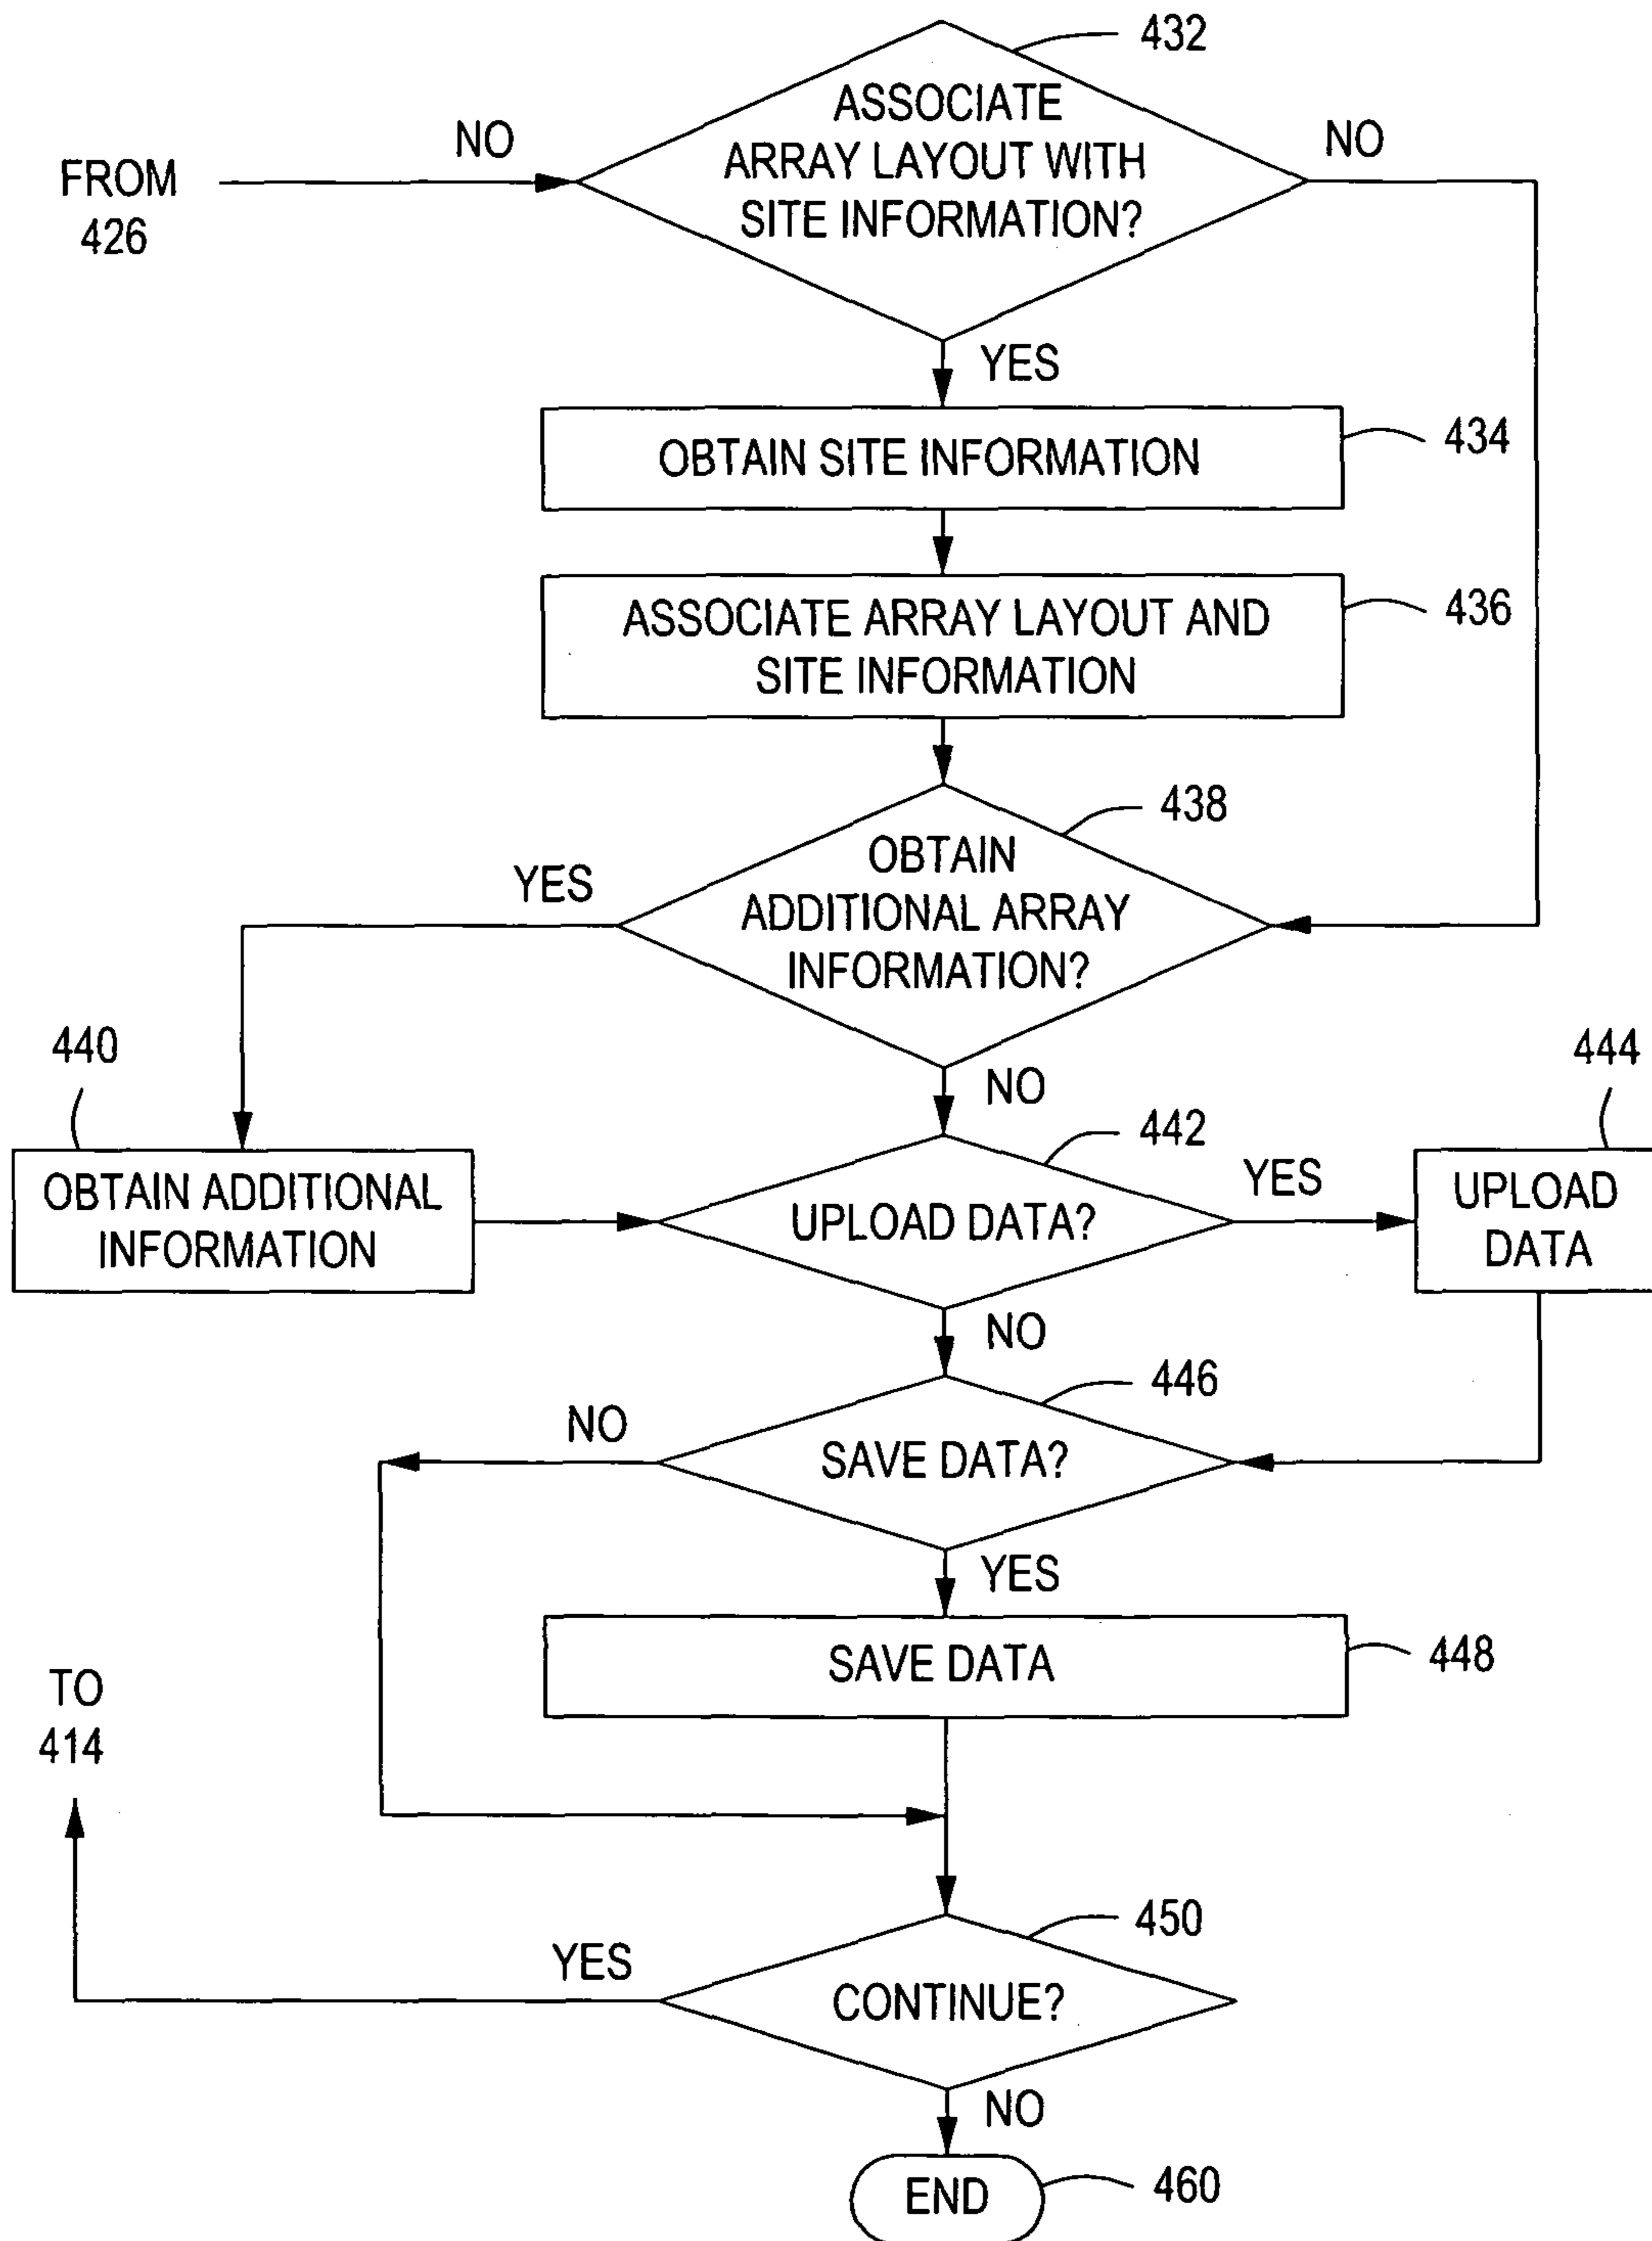 432
ASSOCIATE
ARRAY LAYOUT WITH
SITE INFORMATION?
NO
NO
FROM
426
YES
OBTAIN SITE INFORMATION
434
ASSOCIATE ARRAY LAYOUT AND
SITE INFORMATION
436
438
OBTAIN
ADDITIONAL ARRAY
INFORMATION?
YES
NO
440
OBTAIN ADDITIONAL
INFORMATION
442
UPLOAD DATA?
YES
444
UPLOAD
DATA
NO
446
SAVE DATA?
NO
YES
SAVE DATA
448
TO
414
450
CONTINUE?
YES
NO
END
460